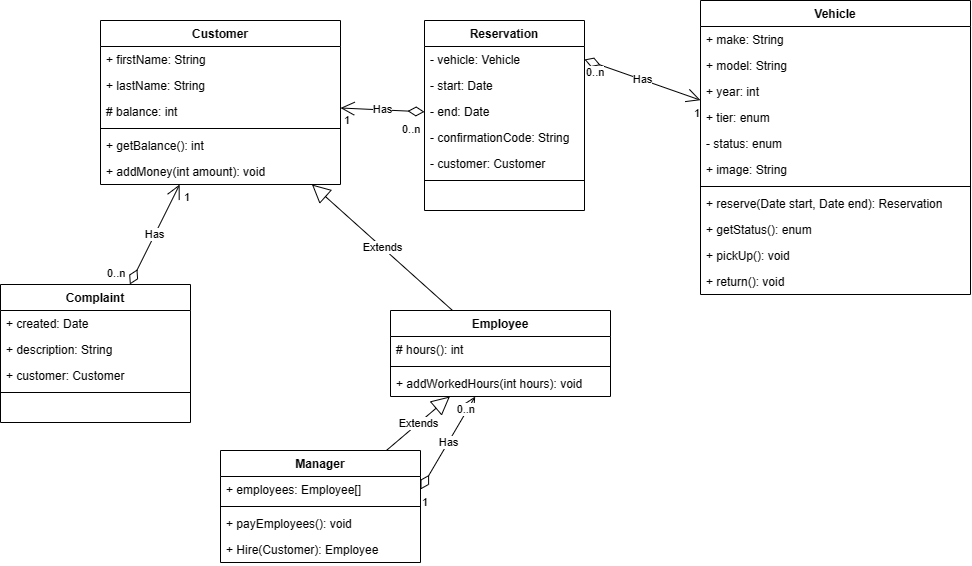 Customer
+ firstName: String
+ lastName: String
# balance: int
+ getBalance(): int
+ addMoney(int amount): void
Reservation
- vehicle: Vehicle
- start: Date
- end: Date
- confirmationCode: String
- customer: Customer
Vehicle
+ make: String
+ model: String
+ year: int
+ tier: enum
- status: enum
+ image: String
+ reserve(Date start, Date end): Reservation
+ getStatus(): enum
+ pickUp(): void
+ return(): void
Has
1
0..n
0..n
Has
1
1
Has
0..n
Extends
Complaint
+ created: Date
+ description: String
+ customer: Customer
Employee
# hours(): int
+ addWorkedHours(int hours): void
0..n
Extends
Has
1
Manager
+ employees: Employee[]
+ payEmployees(): void
+ Hire(Customer): Employee